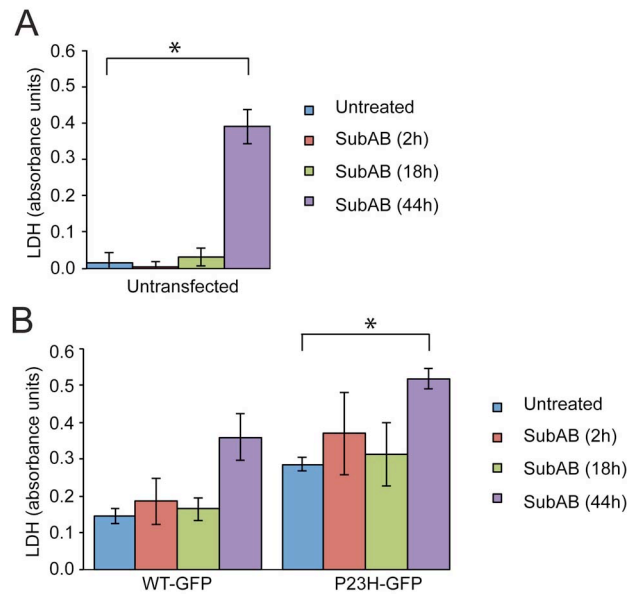 A
*
0.6
0.5
0.4
0.3
0.2
0.1
0.0
LDH (absorbance units)
Untransfected
Untreated
SubAB (2h)
SubAB (18h)
SubAB (44h)
B
*
0.6
0.5
0.4
0.3
0.2
0.1
0.0
LDH (absorbance units)
WT-GFP
P23H-GFP
Untreated
SubAB (2h)
SubAB (18h)
SubAB (44h)